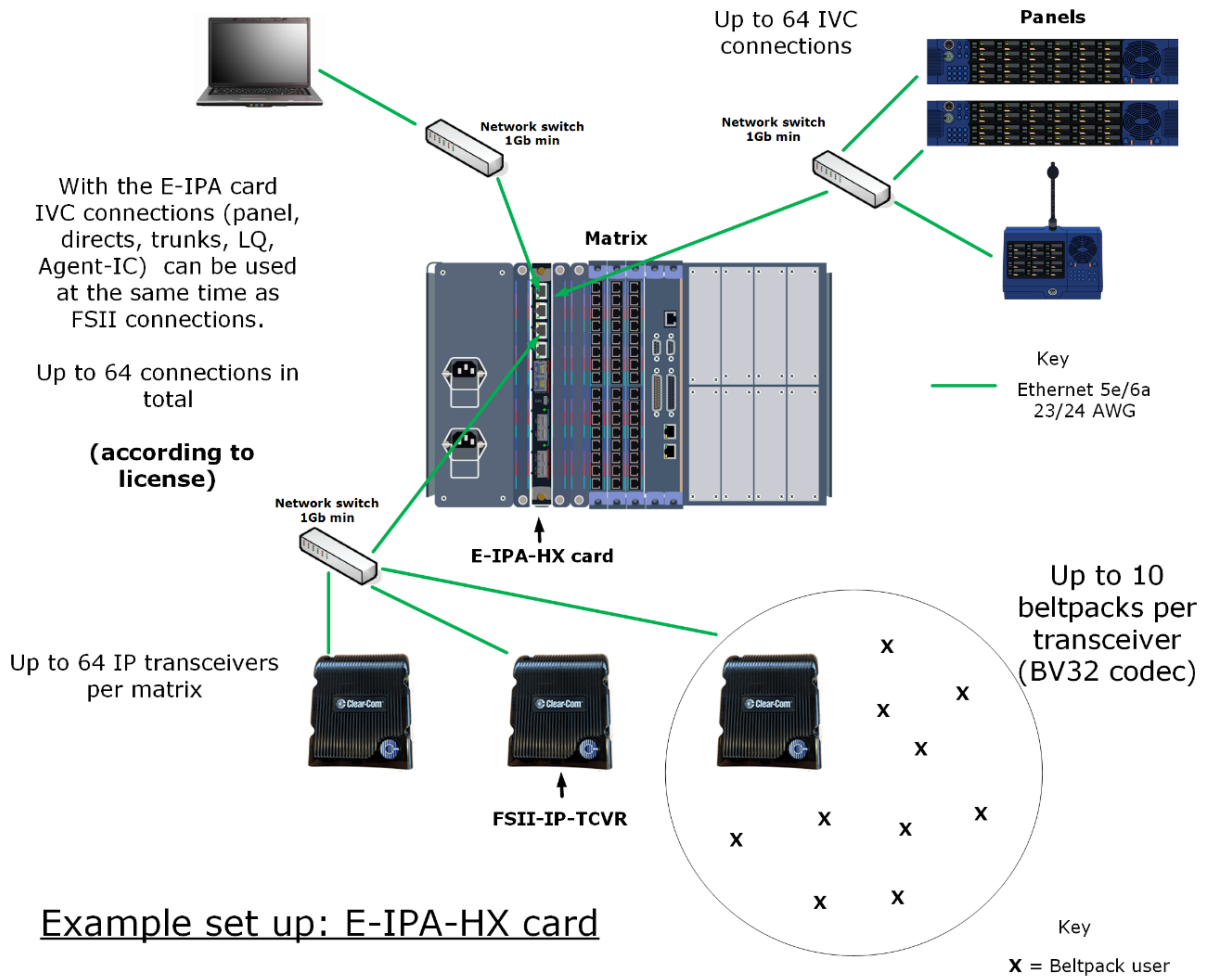 Up to 64 IVC
connections
Panels
Network switch
1Gb min
Network switch
1Gb min
With the E-IPA card
IVC connections (panel,
directs, trunks, LQ,
Agent-IC) can be used
at the same time as
FSII connections.
Matrix
Up to 64 connections in
total
(according to
license)
Key
Ethernet 5e/6a
23/24 AWG
Network switch
1Gb min
E-IPA-HX card
Up to 10
beltpacks per
transceiver
(BV32 codec)
Up to 64 IP transceivers
per matrix
Clear-Com
Clear-Com
Clear-Com
X
X
X
X
X
X
X
X
X
X
FSII-IP-TCVR
Example set up: E-IPA-HX card
Key
X = Beltpack user